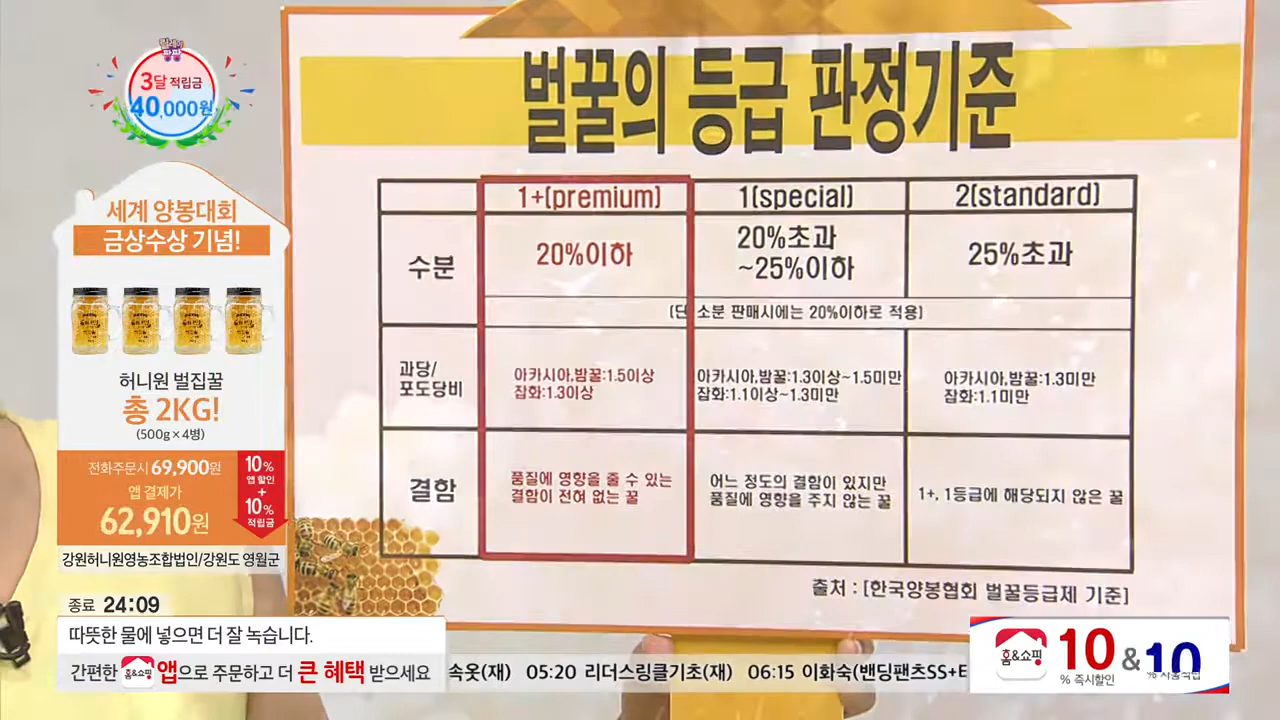 3달 적립금
40,000원
세계 양봉대회
금상수상 기념!
허니원 벌집꿀
총 2KG!
(500g × 4병)
전화주문시 69,900원
앱 결제가
62,910원
10%
앱 할인
+
10%
적립금
강원허니원영농조합법인/강원도 영월군
종료 24:09
벌꿀의 등급 판정기준
1+(premium) 1(special) 2(standard)
수분 20%이하 20%초과 ~25%이하 25%초과
(단 소분 판매시에는 20%이하로 적용)
과당/
포도당비
아카시아,밤꿀:1.5이상
잡화:1.3이상
아카시아,밤꿀:1.3이상~1.5미만
잡화:1.1이상~1.3미만
아카시아,밤꿀:1.3미만
잡화:1.1미만
결함
품질에 영향을 줄 수 있는
결함이 전혀 없는 꿀
어느 정도의 결함이 있지만
품질에 영향을 주지 않는 꿀
1+, 1등급에 해당되지 않은 꿀
출처 : [한국양봉협회 벌꿀등급제 기준]
따뜻한 물에 넣으면 더 잘 녹습니다.
간편한 홈&쇼핑 앱으로 주문하고 더 큰 혜택 받으세요
속옷(재) 05:20 리더스링클기초(재) 06:15 이화숙(밴딩팬츠SS+E
홈&쇼핑
10 & 10
% 즉시할인